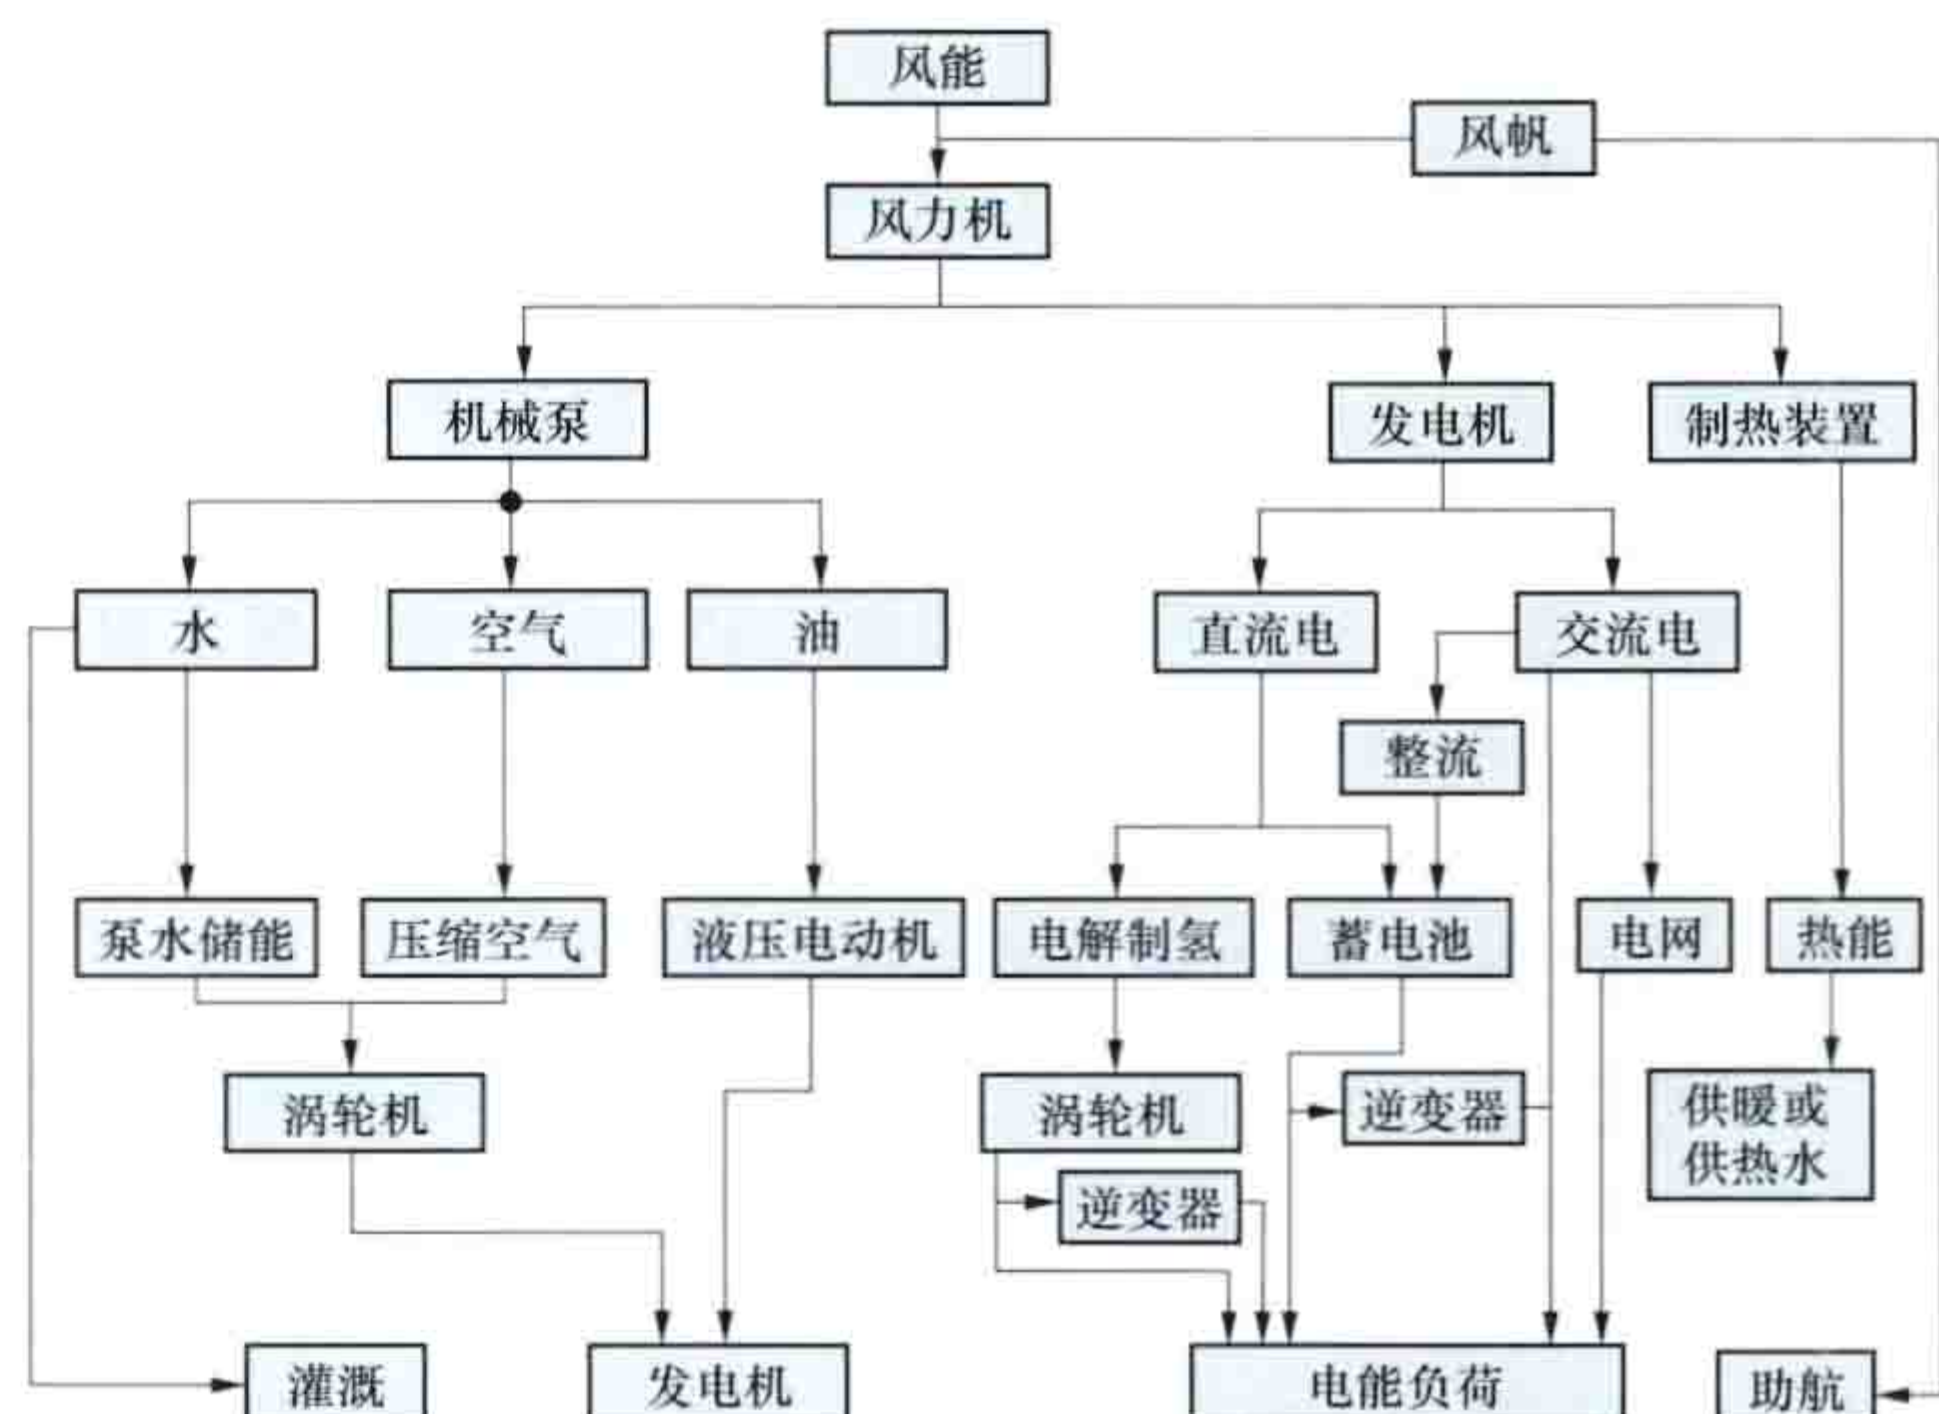 风能
风帆
风力机
机械泵
发电机
制热装置
水
空气
油
直流电
交流电
整流
泵水储能
压缩空气
液压电动机
电解制氢
蓄电池
电网
热能
涡轮机
涡轮机
逆变器
供暖或
供热水
逆变器
灌溉
发电机
电能负荷
助航